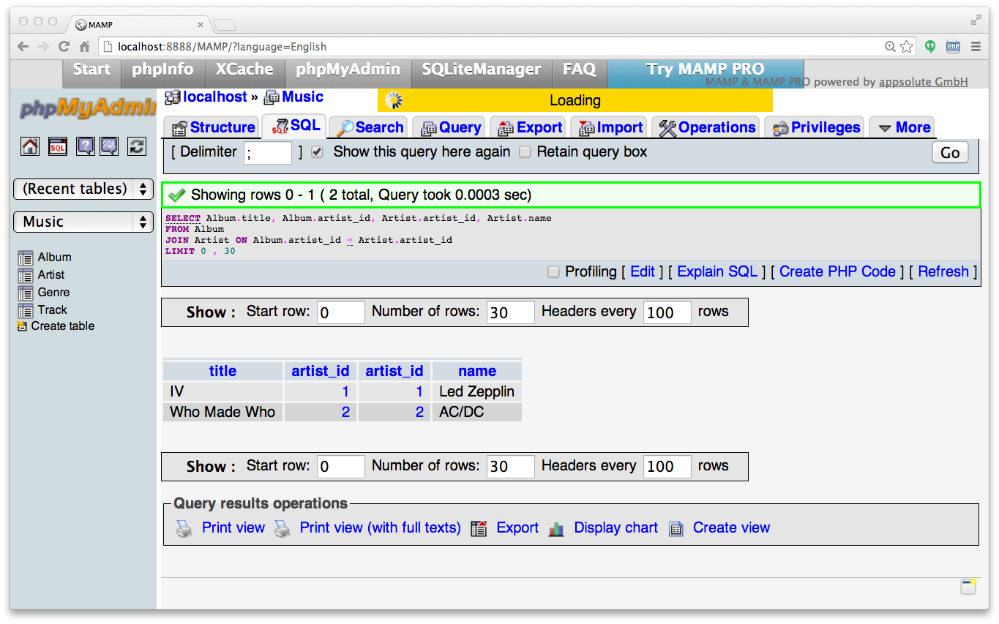 MAMP
localhost:8888/MAMP/?language=English
PHP
Start phpInfo XCache phpMyAdmin SQLiteManager FAQ Try MAMP PRO
MAMP & MAMP PRO powered by appsolute GmbH
phpMyAdmin
localhost » Music
Loading
Structure SQL Search Query Export Import Operations Privileges More
[ Delimiter ; ] Show this query here again Retain query box Go
SQL ? SQL
(Recent tables)
Music
Album
Artist
Genre
Track
Create table
Showing rows 0 - 1 ( 2 total, Query took 0.0003 sec)
SELECT Album.title, Album.artist_id, Artist.artist_id, Artist.name
FROM Album
JOIN Artist ON Album.artist_id = Artist.artist_id
LIMIT 0 , 30
Profiling [ Edit ] [ Explain SQL ] [ Create PHP Code ] [ Refresh ]
Show : Start row: 0 Number of rows: 30 Headers every 100 rows
title artist_id artist_id name
IV 1 1 Led Zepplin
Who Made Who 2 2 AC/DC
Show : Start row: 0 Number of rows: 30 Headers every 100 rows
Query results operations
Print view Print view (with full texts) Export Display chart Create view